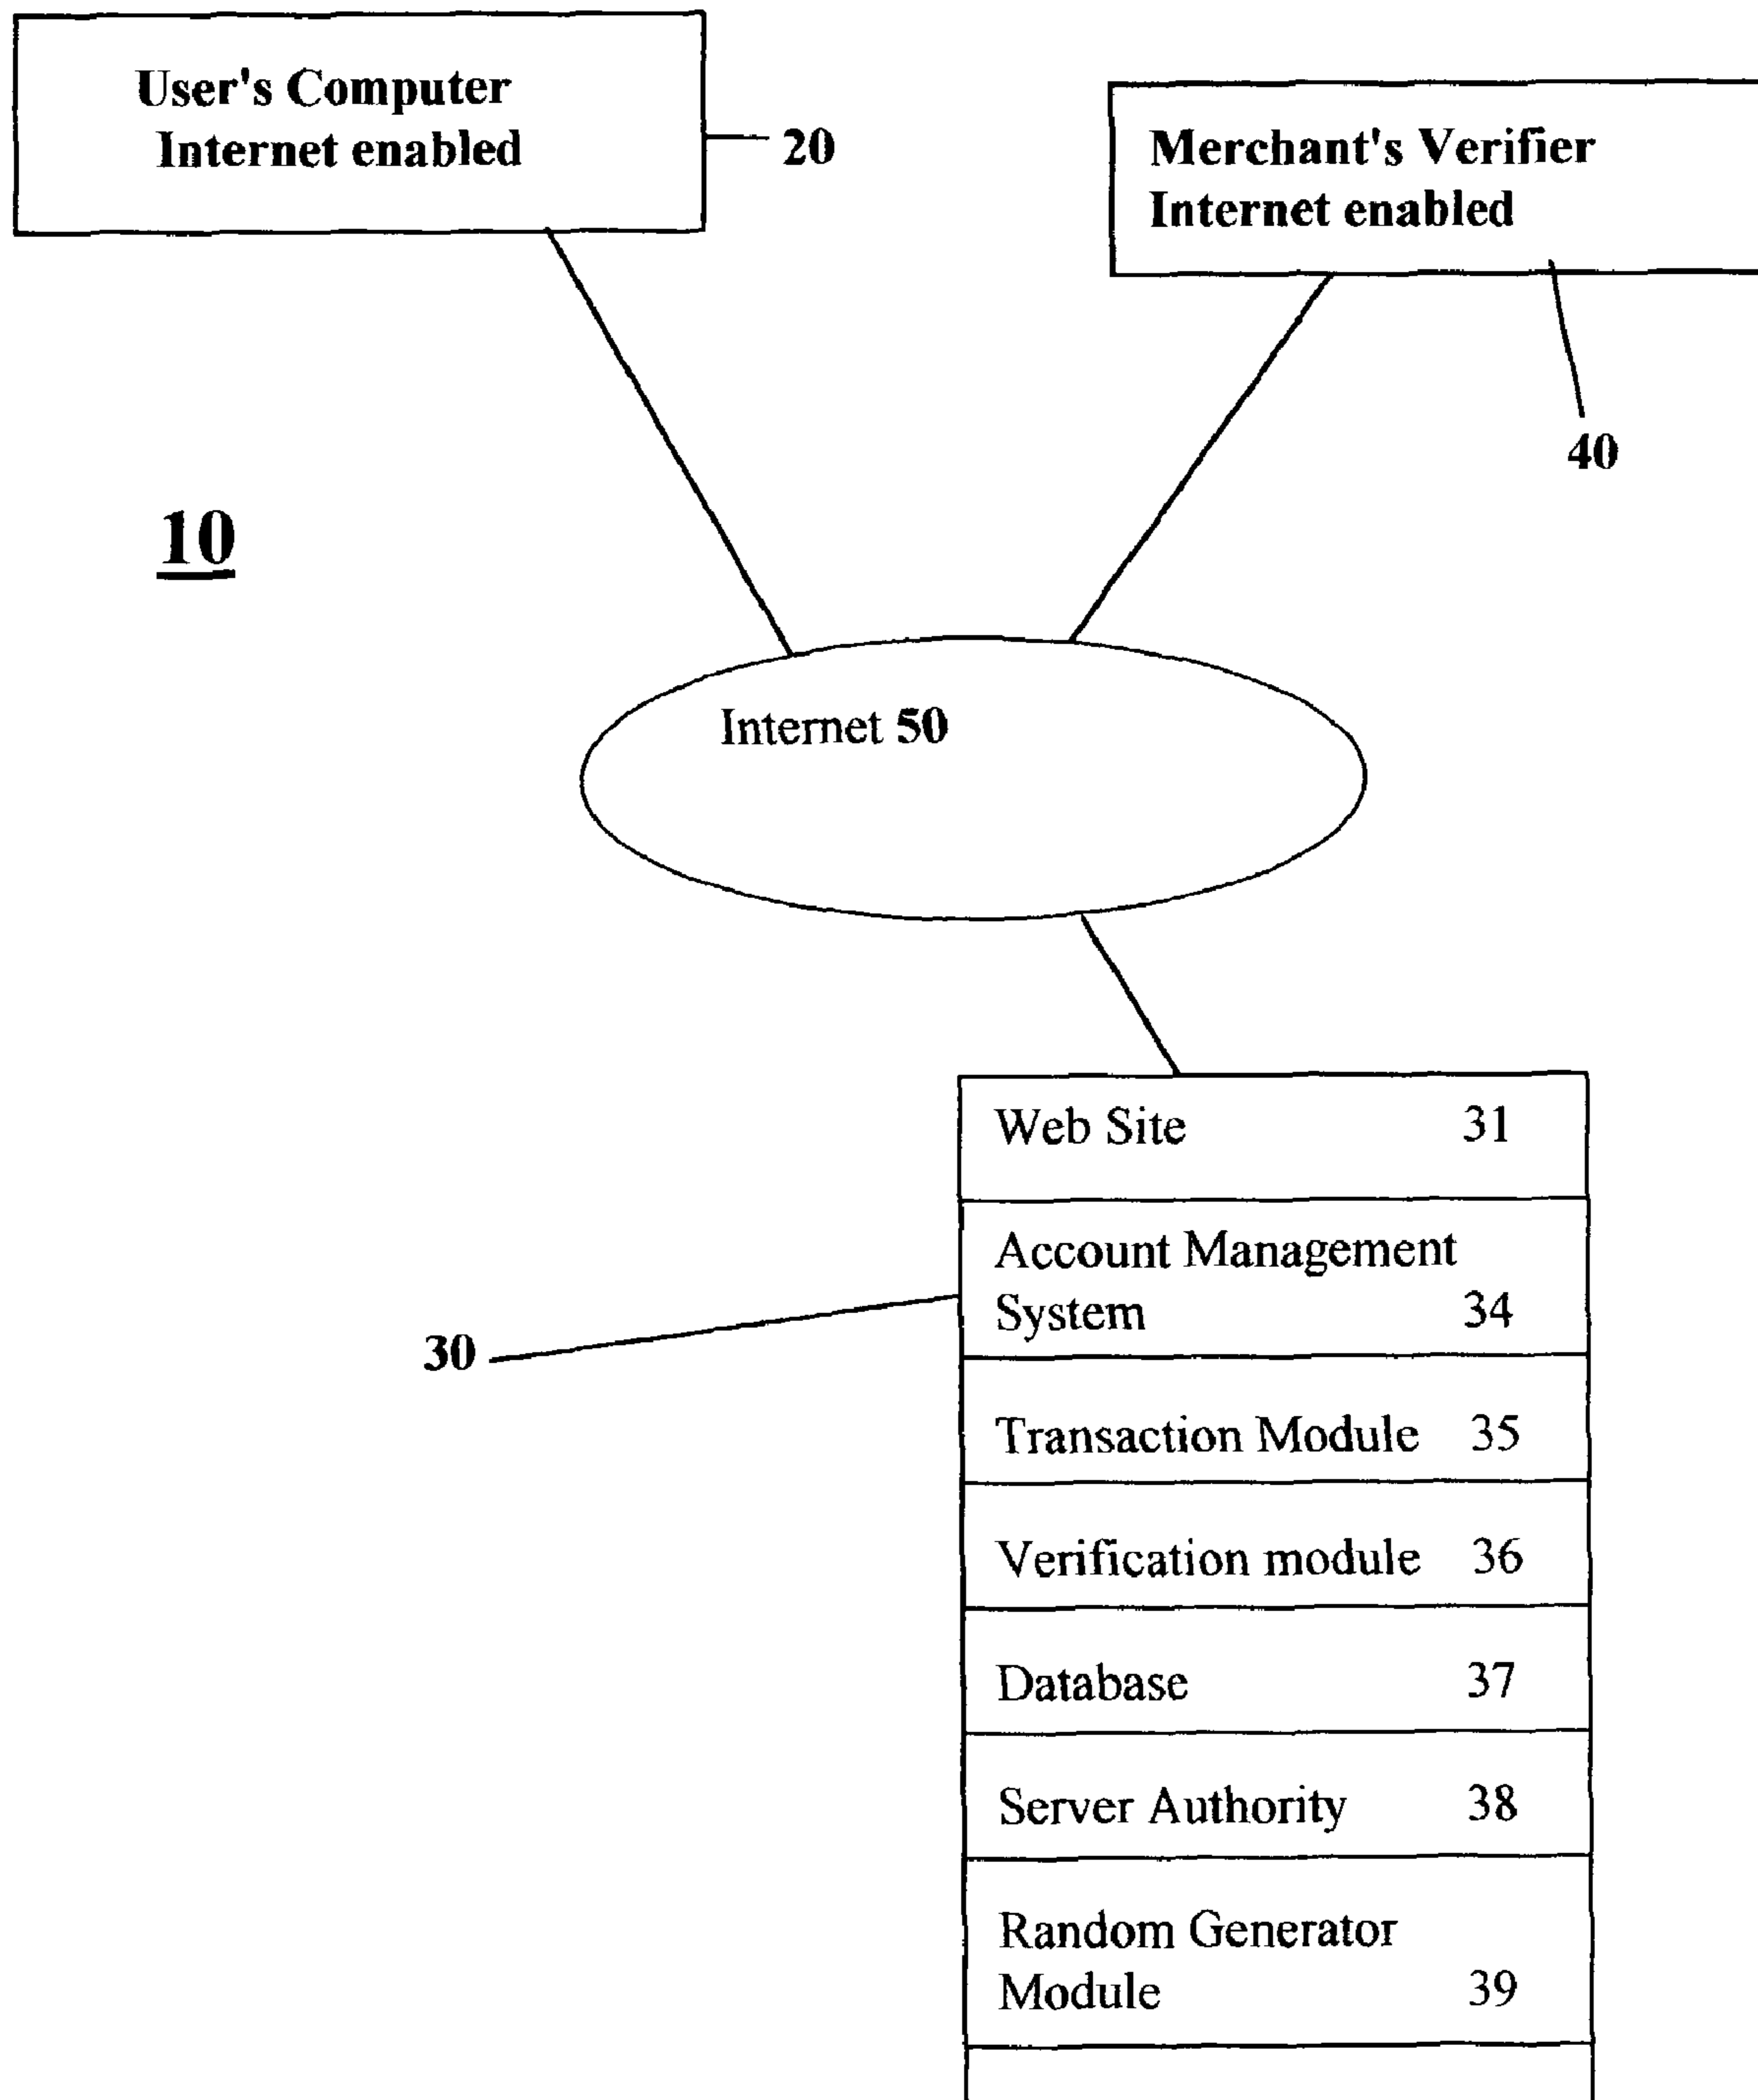 User's Computer
Internet enabled
20
Merchant's Verifier
Internet enabled
40
10
Internet 50
Web Site 31
Account Management
System 34
30
Transaction Module 35
Verification module 36
Database 37
Server Authority 38
Random Generator
Module 39